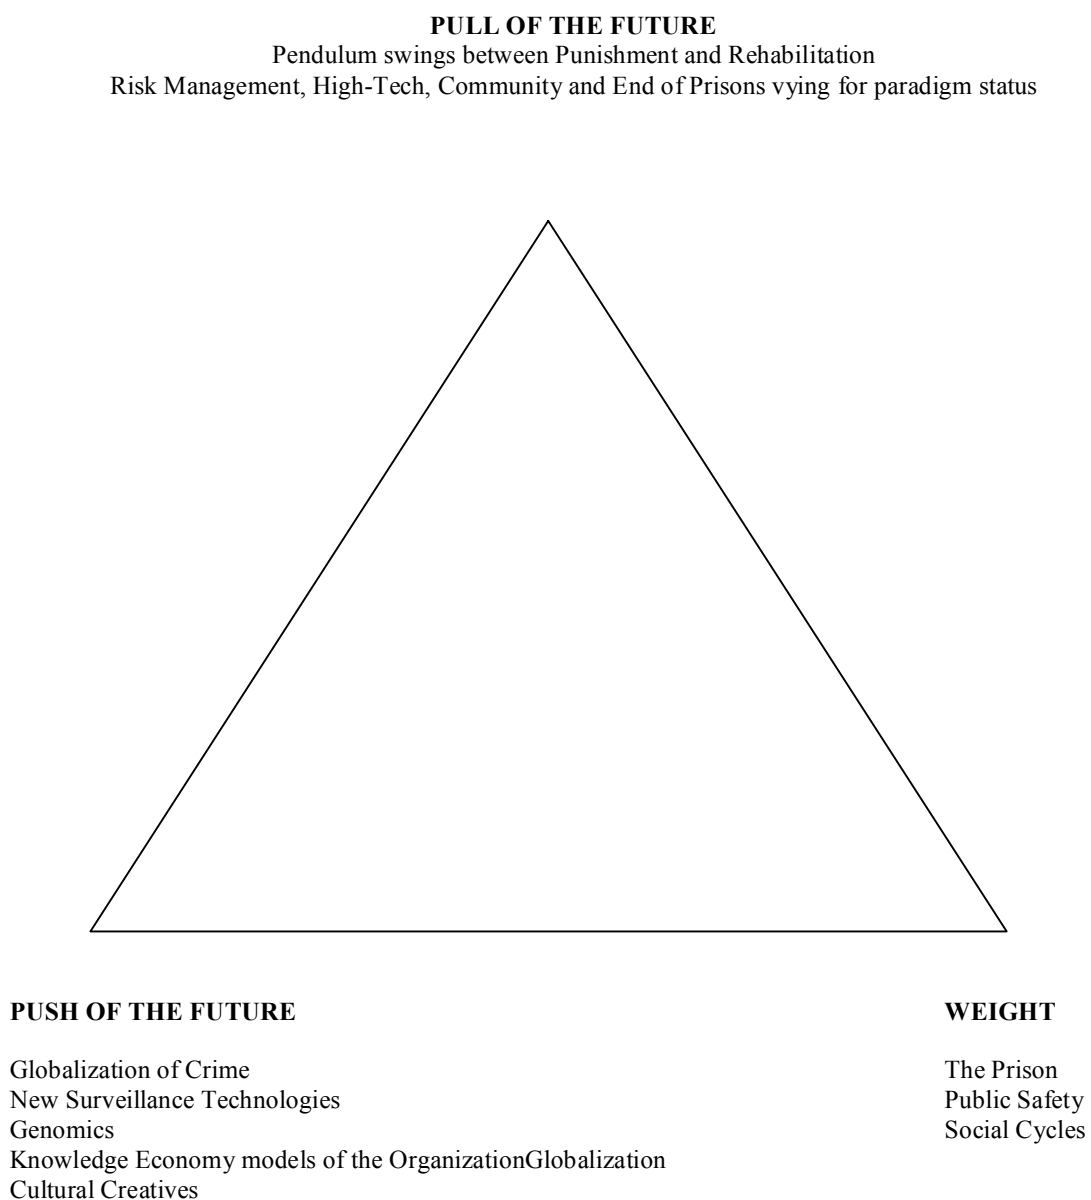 PULL OF THE FUTURE
Pendulum swings between Punishment and Rehabilitation
Risk Management, High-Tech, Community and End of Prisons vying for paradigm status
PUSH OF THE FUTURE
Globalization of Crime
New Surveillance Technologies
Genomics
Knowledge Economy models of the OrganizationGlobalization
Cultural Creatives
WEIGHT
The Prison
Public Safety
Social Cycles